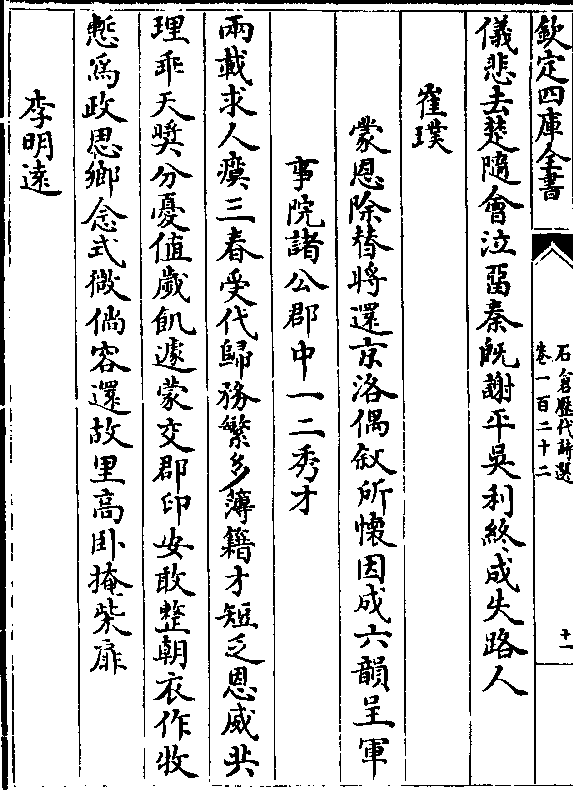 欽定四庫全書
石倉歴代詩選
卷一百二十二
十一
儀悲去楚隨會泣留秦既謝平吳利終成失路人
崔璞
蒙恩除替將還京洛偶叙所懷因成六韻呈軍
事院諸公郡中一二秀才
兩載求人瘼三春受代歸務繁多簿籍才短乏恩威共
理乖天奬分憂値歲飢遽蒙交郡印安敢整朝衣作牧
慙為政思鄉念式微倘容還故里高卧掩柴扉
李明遠